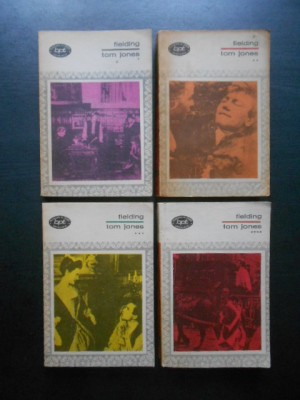 bpt
fielding
tom jones
*
bpt
fielding
tom jones
**
bpt
fielding
tom jones
***
bpt
fielding
tom jones
****